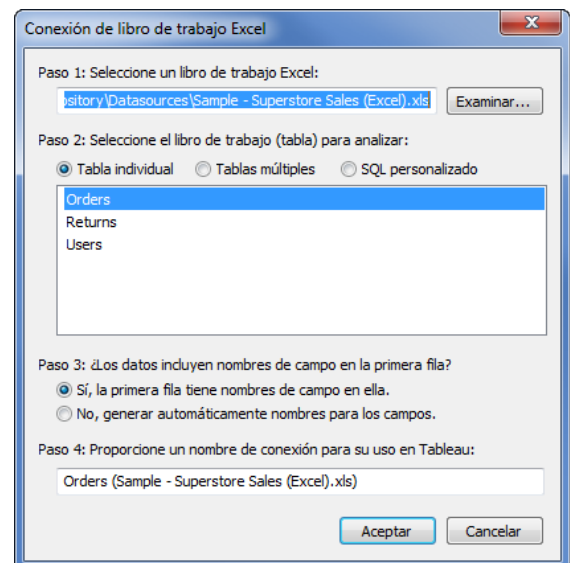 Conexión de libro de trabajo Excel
Paso 1: Seleccione un libro de trabajo Excel:
ository\Datasources\Sample - Superstore Sales (Excel).xls
Examinar...
Paso 2: Seleccione el libro de trabajo (tabla) para analizar:
Tabla individual Tablas múltiples SQL personalizado
Orders
Returns
Users
Paso 3: ¿Los datos incluyen nombres de campo en la primera fila?
Sí, la primera fila tiene nombres de campo en ella.
No, generar automáticamente nombres para los campos.
Paso 4: Proporcione un nombre de conexión para su uso en Tableau:
Orders (Sample - Superstore Sales (Excel).xls)
Aceptar Cancelar